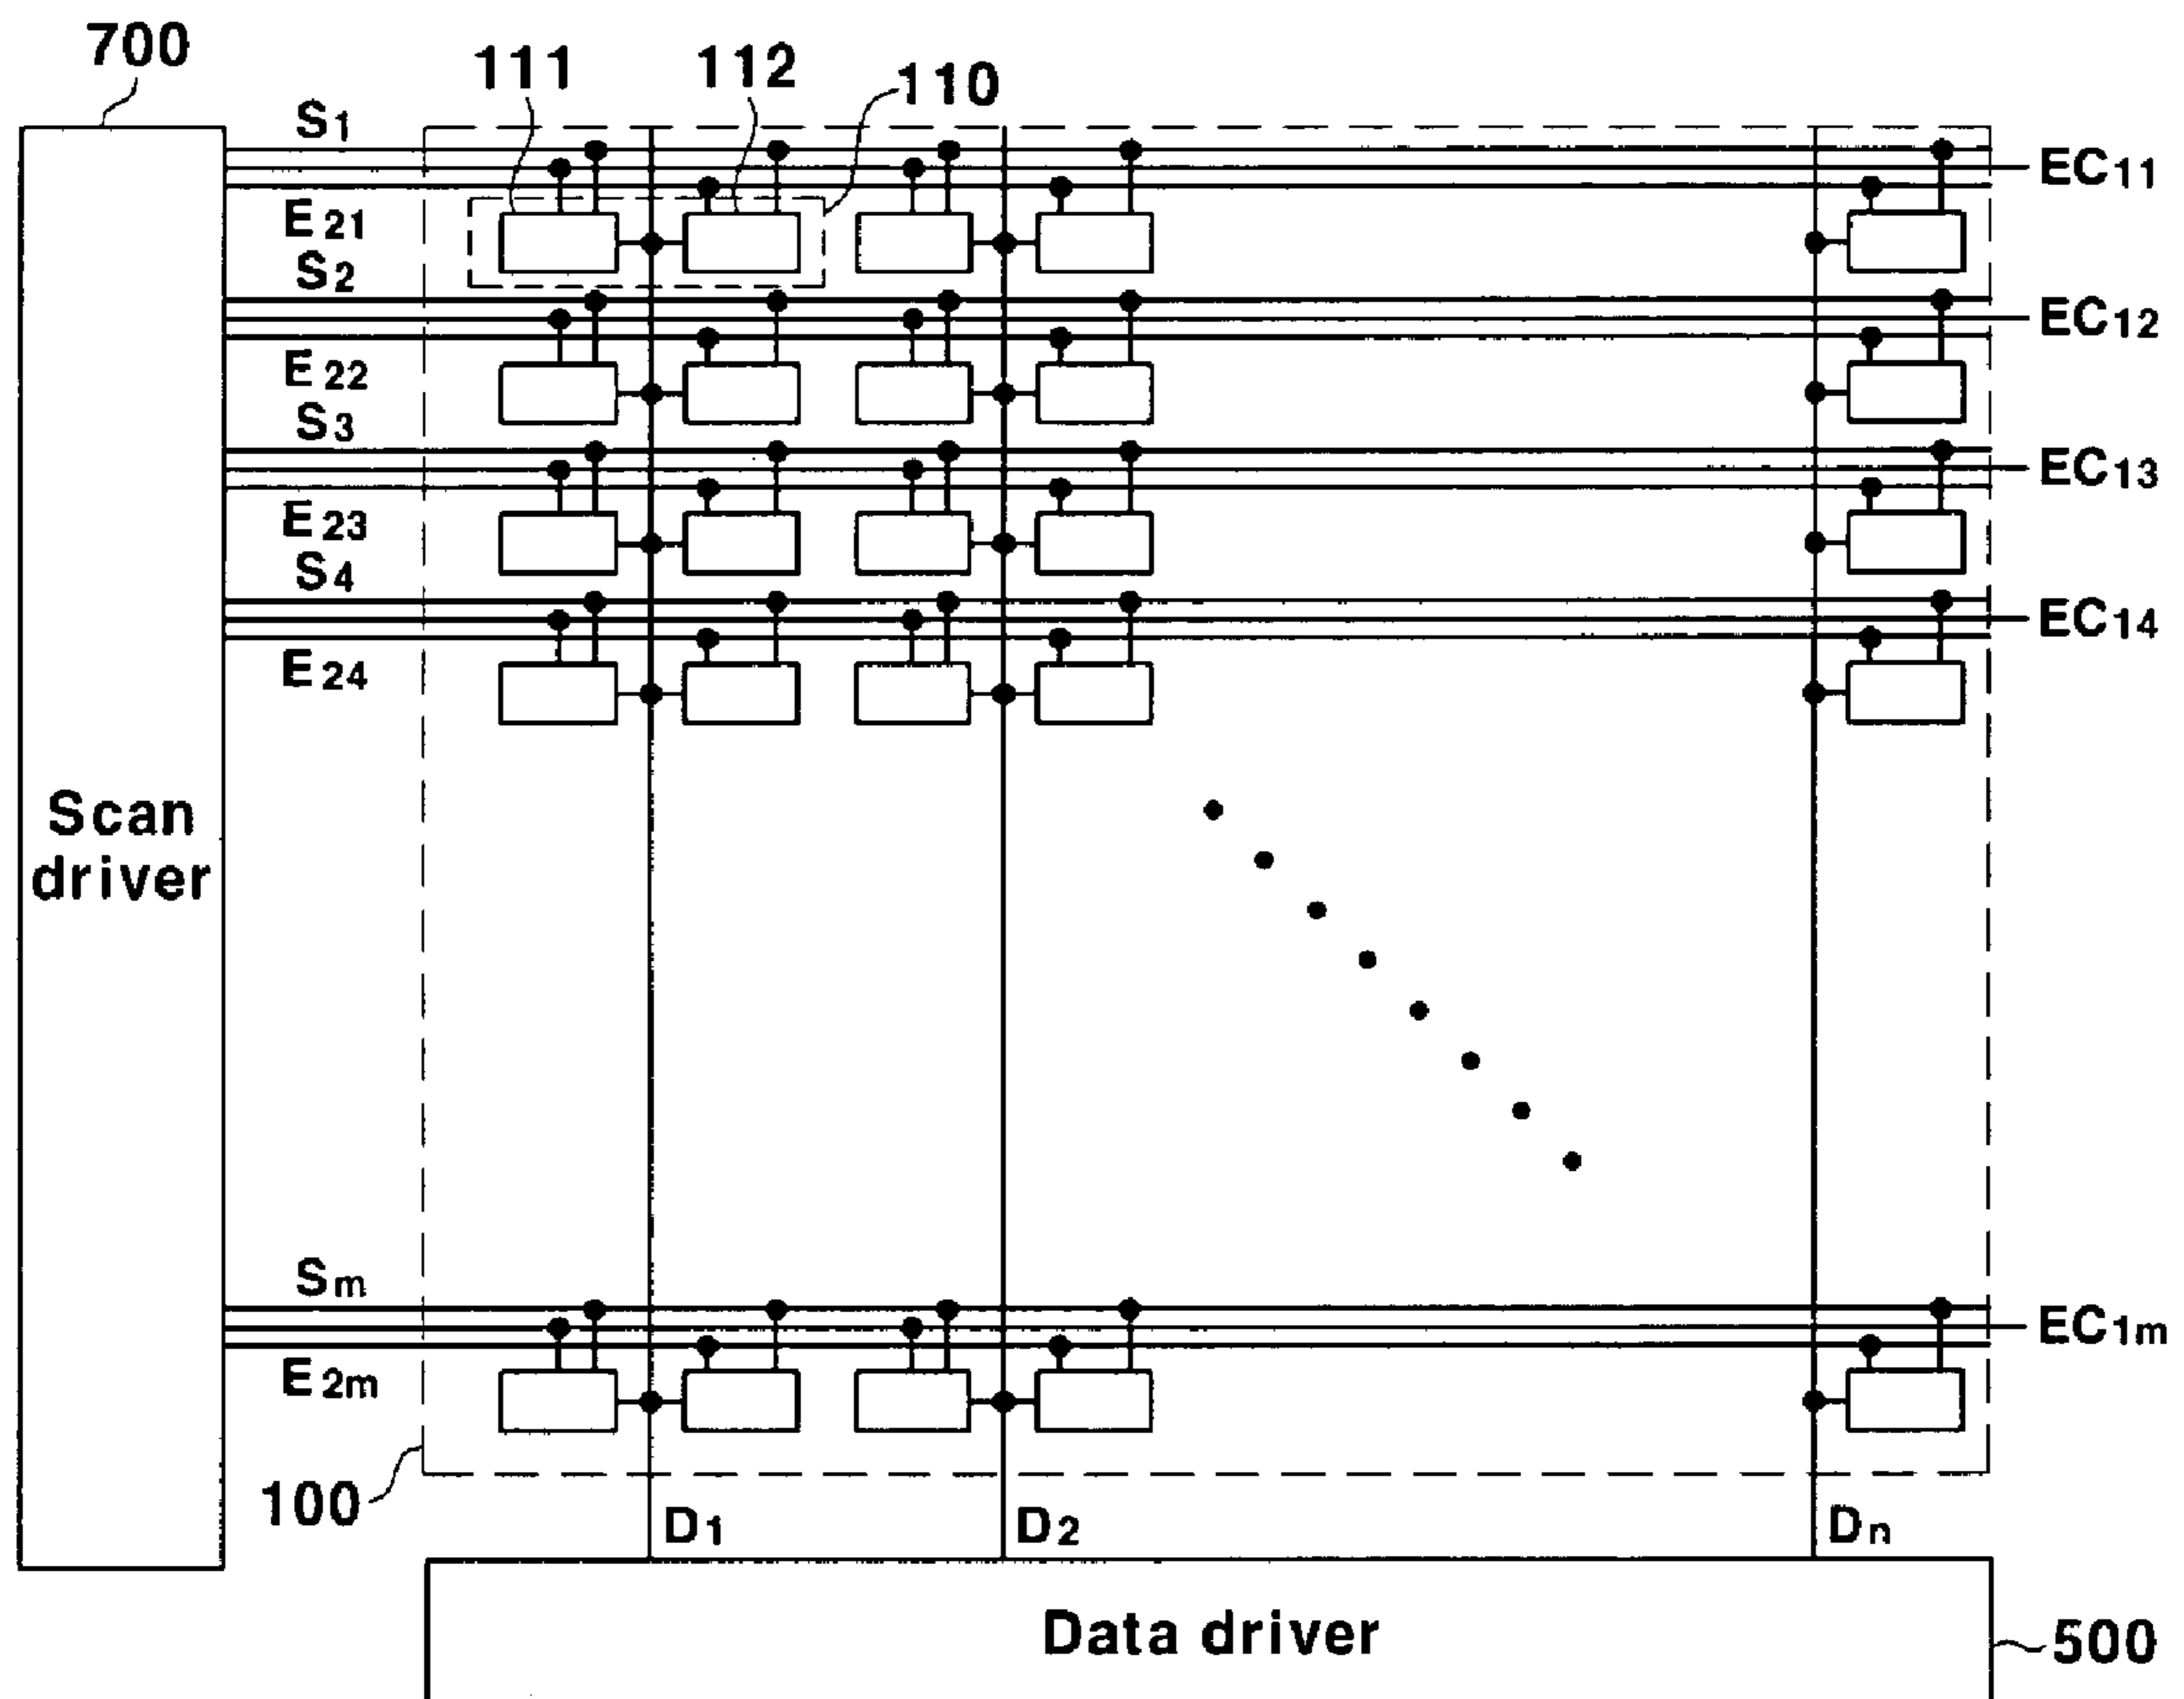 700
111
112
110
S1
EC11
E21
S2
EC12
E22
S3
EC13
E23
S4
EC14
E24
Scan
driver
Sm
EC1m
E2m
100
D1
D2
Dn
Data driver
500